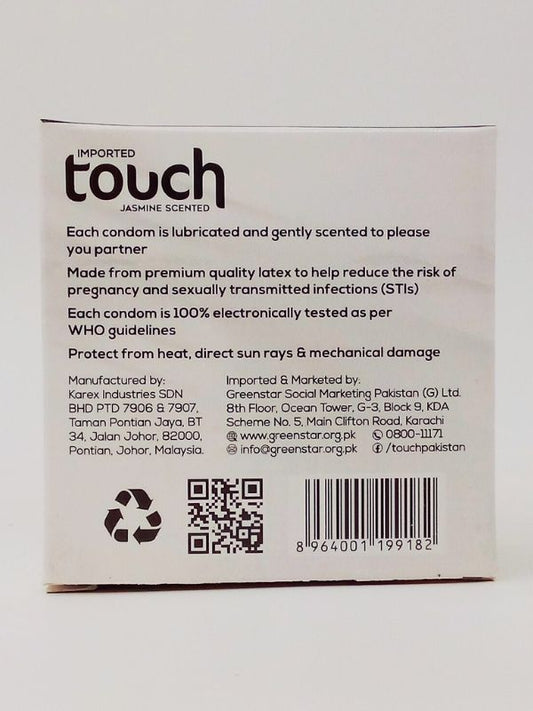 IMPORTED
touch
JASMINE SCENTED
Each condom is lubricated and gently scented to please
you partner
Made from premium quality latex to help reduce the risk of
pregnancy and sexually transmitted infections (STIs)
Each condom is 100% electronically tested as per
WHO guidelines
Protect from heat, direct sun rays & mechanical damage
Manufactured by:
Karex Industries SDN
BHD PTD 7906 & 7907,
Taman Pontian Jaya, BT
34, Jalan Johor, 82000,
Pontian, Johor, Malaysia.
Imported & Marketed by:
Greenstar Social Marketing Pakistan (G) Ltd.
8th Floor, Ocean Tower, G-3, Block 9, KDA
Scheme No. 5, Main Clifton Road, Karachi
www.greenstar.org.pk 0800-11171
info@greenstar.org.pk /touchpakistan
8 964001 199182